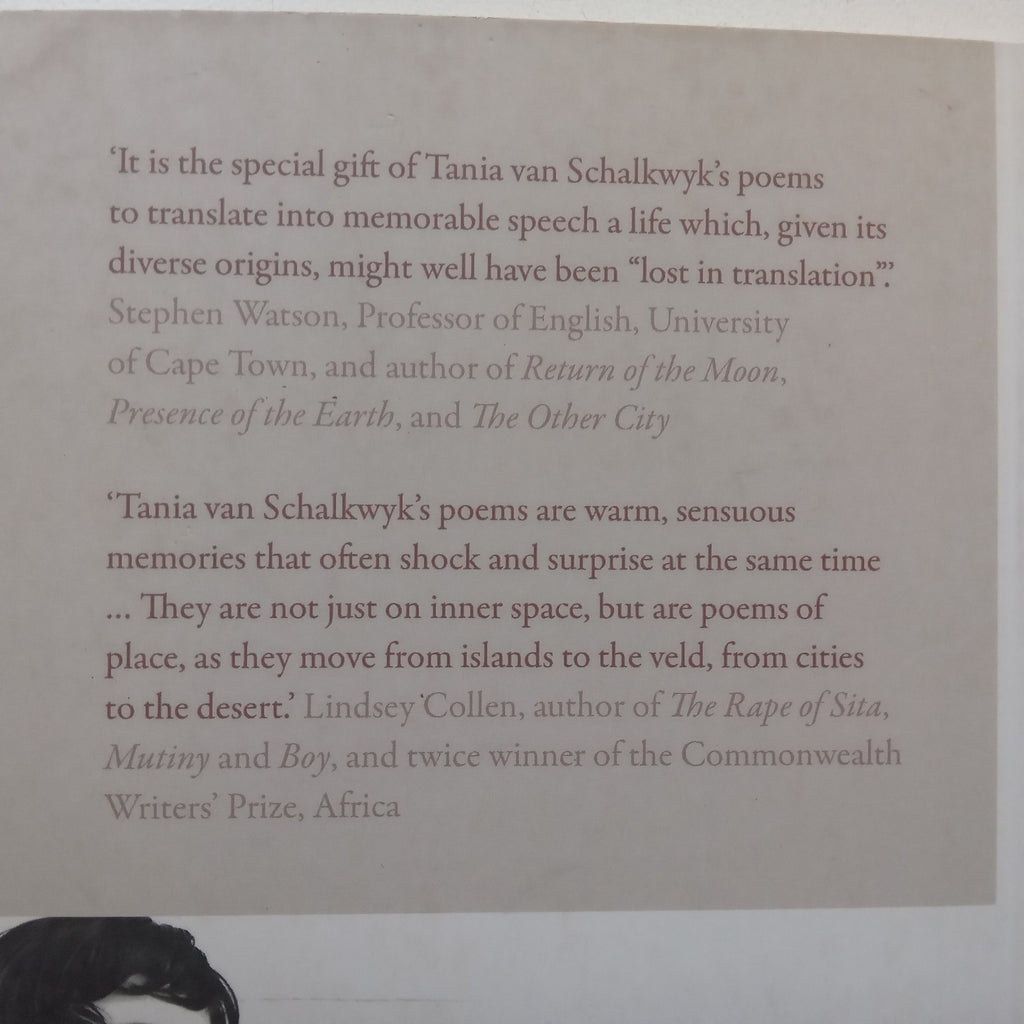 ‘It is the special gift of Tania van Schalkwyk’s poems
to translate into memorable speech a life which, given its
diverse origins, might well have been “lost in translation”.’
Stephen Watson, Professor of English, University
of Cape Town, and author of Return of the Moon,
Presence of the Earth, and The Other City
‘Tania van Schalkwyk’s poems are warm, sensuous
memories that often shock and surprise at the same time
... They are not just on inner space, but are poems of
place, as they move from islands to the veld, from cities
to the desert.’ Lindsey Collen, author of The Rape of Sita,
Mutiny and Boy, and twice winner of the Commonwealth
Writers’ Prize, Africa